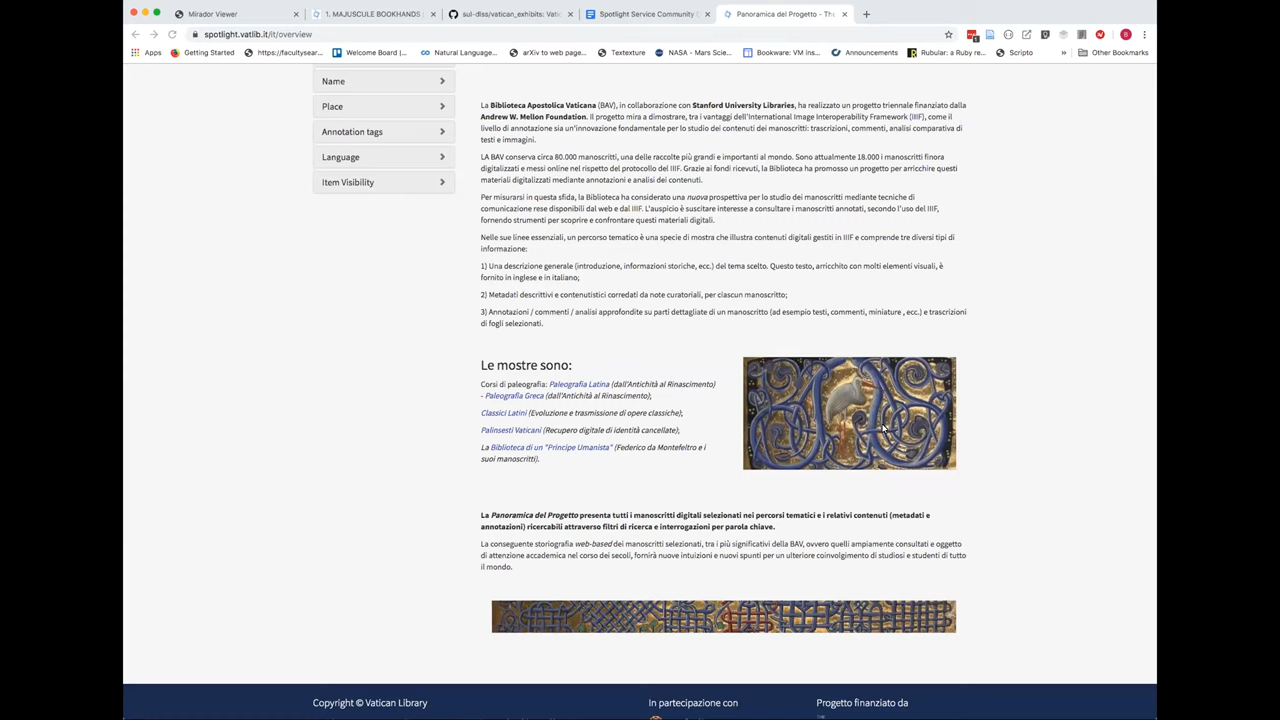 Mirador Viewer
1. MAJUSCULE BOOKHANDS
sul-dlss/vatican_exhibits: Vatic
Spotlight Service Community D
Panoramica del Progetto - The
spotlight.vatlib.it/it/overview
Apps
Getting Started
https://facultysear...
Welcome Board |...
Natural Language...
arXiv to web page...
Textexture
NASA - Mars Scie...
Bookware: VM Ins...
Announcements
Rubular: a Ruby re...
Scripto
» Other Bookmarks
Name
Place
Annotation tags
Language
Item Visibility
La Biblioteca Apostolica Vaticana (BAV), in collaborazione con Stanford University Libraries, ha realizzato un progetto triennale finanziato dalla
Andrew W. Mellon Foundation. Il progetto mira a dimostrare, tra i vantaggi dell'International Image Interoperability Framework (IIIF), come il
livello di annotazione sia un'innovazione fondamentale per lo studio dei contenuti dei manoscritti: trascrizioni, commenti, analisi comparativa di
testi e immagini.
LA BAV conserva circa 80.000 manoscritti, una delle raccolte più grandi e importanti al mondo. Sono attualmente 18.000 i manoscritti finora
digitalizzati e messi online nel rispetto del protocollo del IIIF. Grazie ai fondi ricevuti, la Biblioteca ha promosso un progetto per arricchire questi
materiali digitalizzati mediante annotazioni e analisi dei contenuti.
Per misurarsi in questa sfida, la Biblioteca ha considerato una nuova prospettiva per lo studio dei manoscritti mediante tecniche di
comunicazione rese disponibili dal web e dal IIIF. L'auspicio è suscitare interesse a consultare i manoscritti annotati, secondo l'uso del IIIF,
fornendo strumenti per scoprire e confrontare questi materiali digitali.
Nelle sue linee essenziali, un percorso tematico è una specie di mostra che illustra contenuti digitali gestiti in IIIF e comprende tre diversi tipi di
informazione:
1) Una descrizione generale (introduzione, informazioni storiche, ecc.) del tema scelto. Questo testo, arricchito con molti elementi visuali, è
fornito in inglese e in italiano;
2) Metadati descrittivi e contenutistici corredati da note curatoriali, per ciascun manoscritto;
3) Annotazioni / commenti / analisi approfondite su parti dettagliate di un manoscritto (ad esempio testi, commenti, miniature , ecc.) e trascrizioni
di fogli selezionati.
Le mostre sono:
Corsi di paleografia: Paleografia Latina (dall'Antichità al Rinascimento)
- Paleografia Greca (dall'Antichità al Rinascimento);
Classici Latini (Evoluzione e trasmissione di opere classiche);
Palinsesti Vaticani (Recupero digitale di identità cancellate);
La Biblioteca di un "Principe Umanista" (Federico da Montefeltro e i
suoi manoscritti).
La Panoramica del Progetto presenta tutti i manoscritti digitali selezionati nei percorsi tematici e i relativi contenuti (metadati e
annotazioni) ricercabili attraverso filtri di ricerca e interrogazioni per parola chiave.
La conseguente storiografia web-based dei manoscritti selezionati, tra i più significativi della BAV, ovvero quelli ampiamente consultati e oggetto
di attenzione accademica nel corso dei secoli, fornirà nuove intuizioni e nuovi spunti per un ulteriore coinvolgimento di studiosi e studenti di tutto
il mondo.
Copyright © Vatican Library
In partecipazione con
Progetto finanziato da